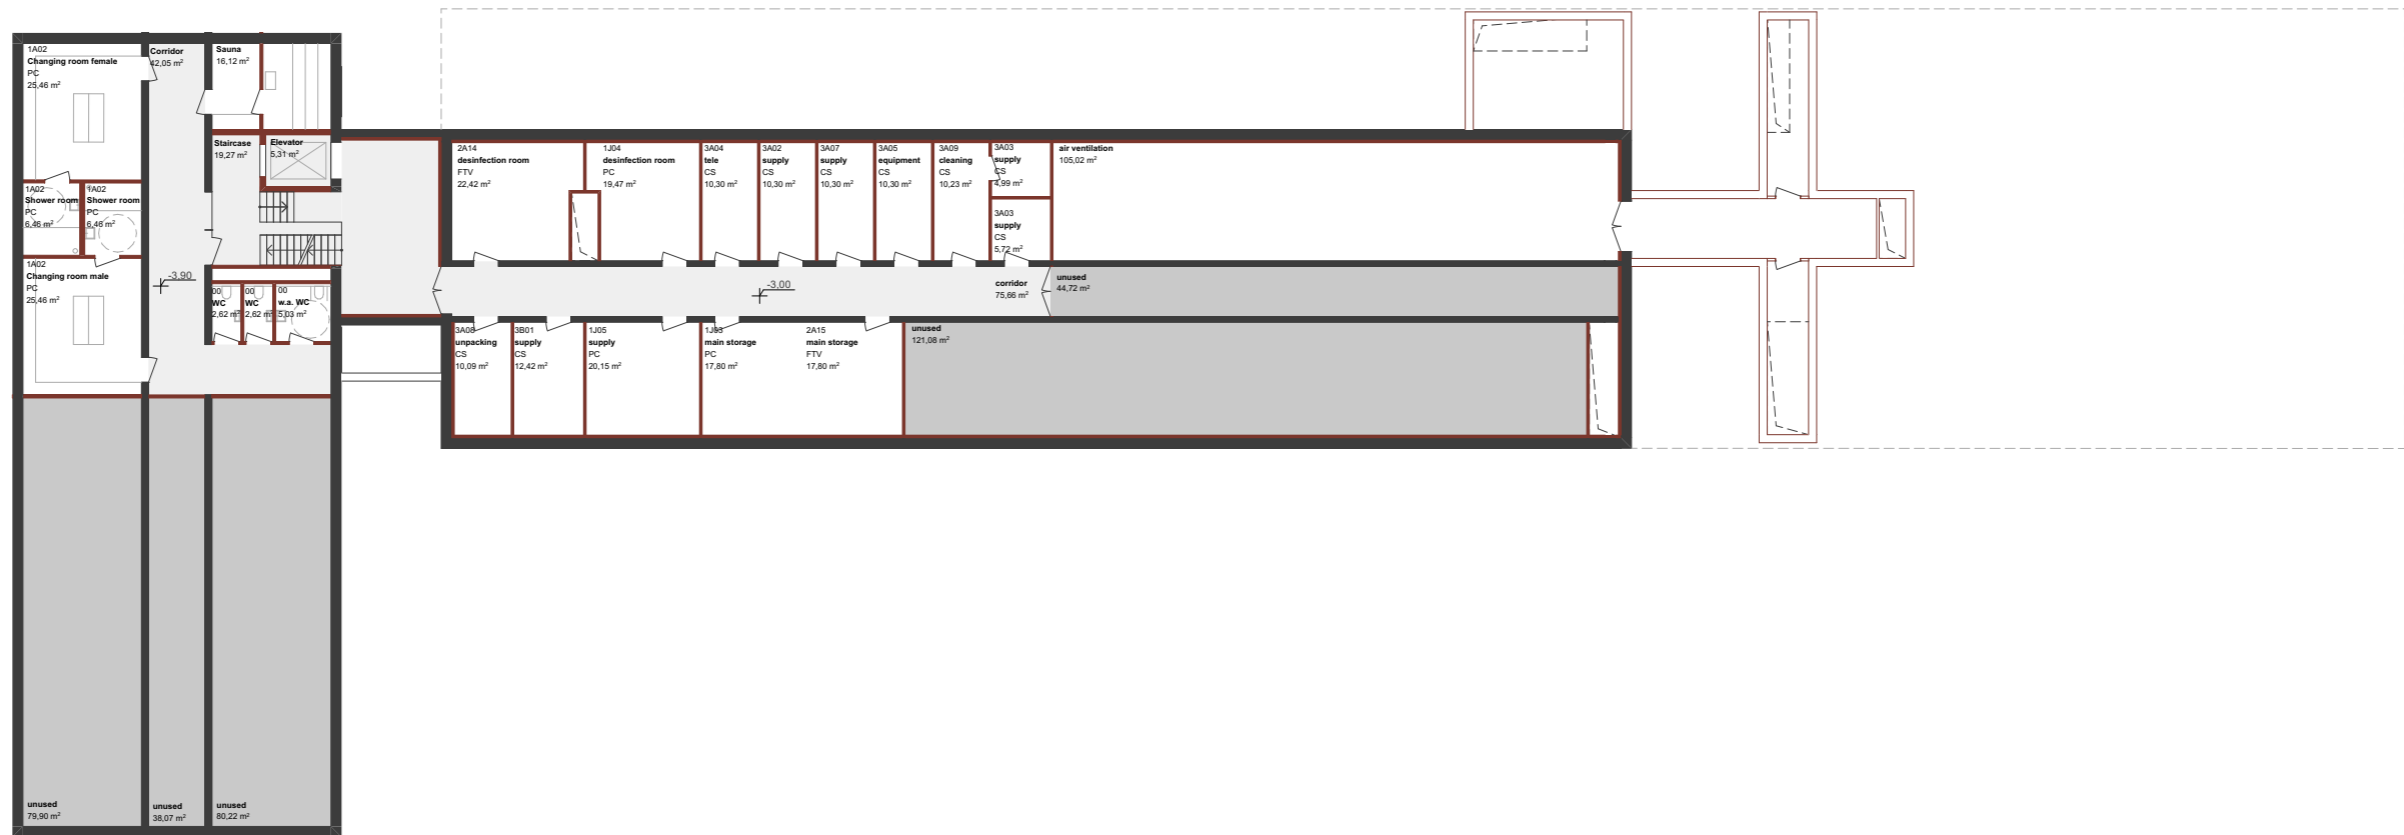 1A02
Changing room female
PC
25,46 m²
Corridor
42,05 m²
Sauna
16,12 m²
Staircase
19,27 m²
Elevator
5,31 m²
1A02
Shower room
PC
6,46 m²
1A02
Shower room
PC
6,46 m²
1A02
Changing room male
PC
25,46 m²
-3,90
00
WC
2,62 m²
00
WC
2,62 m²
00
w.a. WC
5,03 m²
2A14
desinfection room
FTV
22,42 m²
1J04
desinfection room
PC
19,47 m²
3A04
tele
CS
10,30 m²
3A02
supply
CS
10,30 m²
3A07
supply
CS
10,30 m²
3A05
equipment
CS
10,30 m²
3A09
cleaning
CS
10,23 m²
3A03
supply
CS
4,99 m²
3A03
supply
CS
5,72 m²
air ventilation
105,02 m²
-3,00
corridor
75,66 m²
unused
44,72 m²
3A08
unpacking
CS
10,09 m²
3B01
supply
CS
12,42 m²
1J05
supply
PC
20,15 m²
1J03
main storage
PC
17,80 m²
2A15
main storage
FTV
17,80 m²
unused
121,08 m²
unused
79,90 m²
unused
38,07 m²
unused
80,22 m²